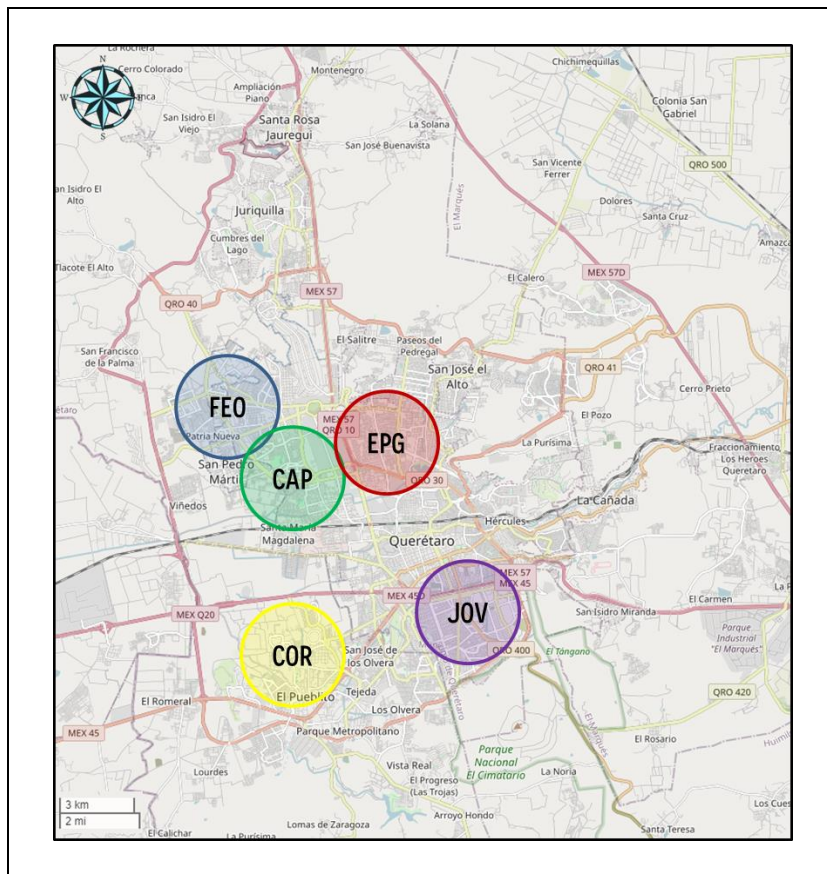 La Rochera
N
Cerro Colorado
W
S
Montenegro
Chichimequillas
Ampliación
Piano
San Isidro El
Viejo
Santa Rosa
Jauregui
La Solana
San José Buenavista
Colonia San
Gabriel
QRO 500
San Vicente
Ferrer
El Marqués
an Isidro El
Alto
Juriquilla
Dolores
Santa Cruz
Cumbres del
Lago
Amazca
Tlacote El Alto
El Calero
MEX 57D
MEX 57
QRO 40
El Salitre
Paseos del
Pedregal
San Francisco
de la Palma
San José el
Alto
QRO 41
Cerro Prieto
FEO
MEX 57
QRO 10
EPG
El Pozo
Patria Nueva
La Purísima
Fraccionamiento
Los Heroes
Queretaro
San Pedro
Mártir
CAP
QRO 30
Viñedos
La Cañada
Santa María
Magdalena
Hércules
Querétaro
MEX 57
MEX 45
MEX 45D
El Carmen
MEX Q20
JOV
San Isidro Miranda
Parque
Industrial
"El Marqués"
COR
San José de
los Olvera
QRO 400
El Tángano
El Pueblito
Tejeda
El Romeral
Los Olvera
QRO 420
MEX 45
Parque Metropolitano
El Marqués
El Rosario
Huimil
Parque
Nacional
El Cimatario
Lourdes
Vista Real
El Progreso
(Las Trojas)
La Noria
3 km
2 mi
Arroyo Hondo
Los Cues
El Calichar
La Purísima
Lomas de Zaragoza
Santa Teresa